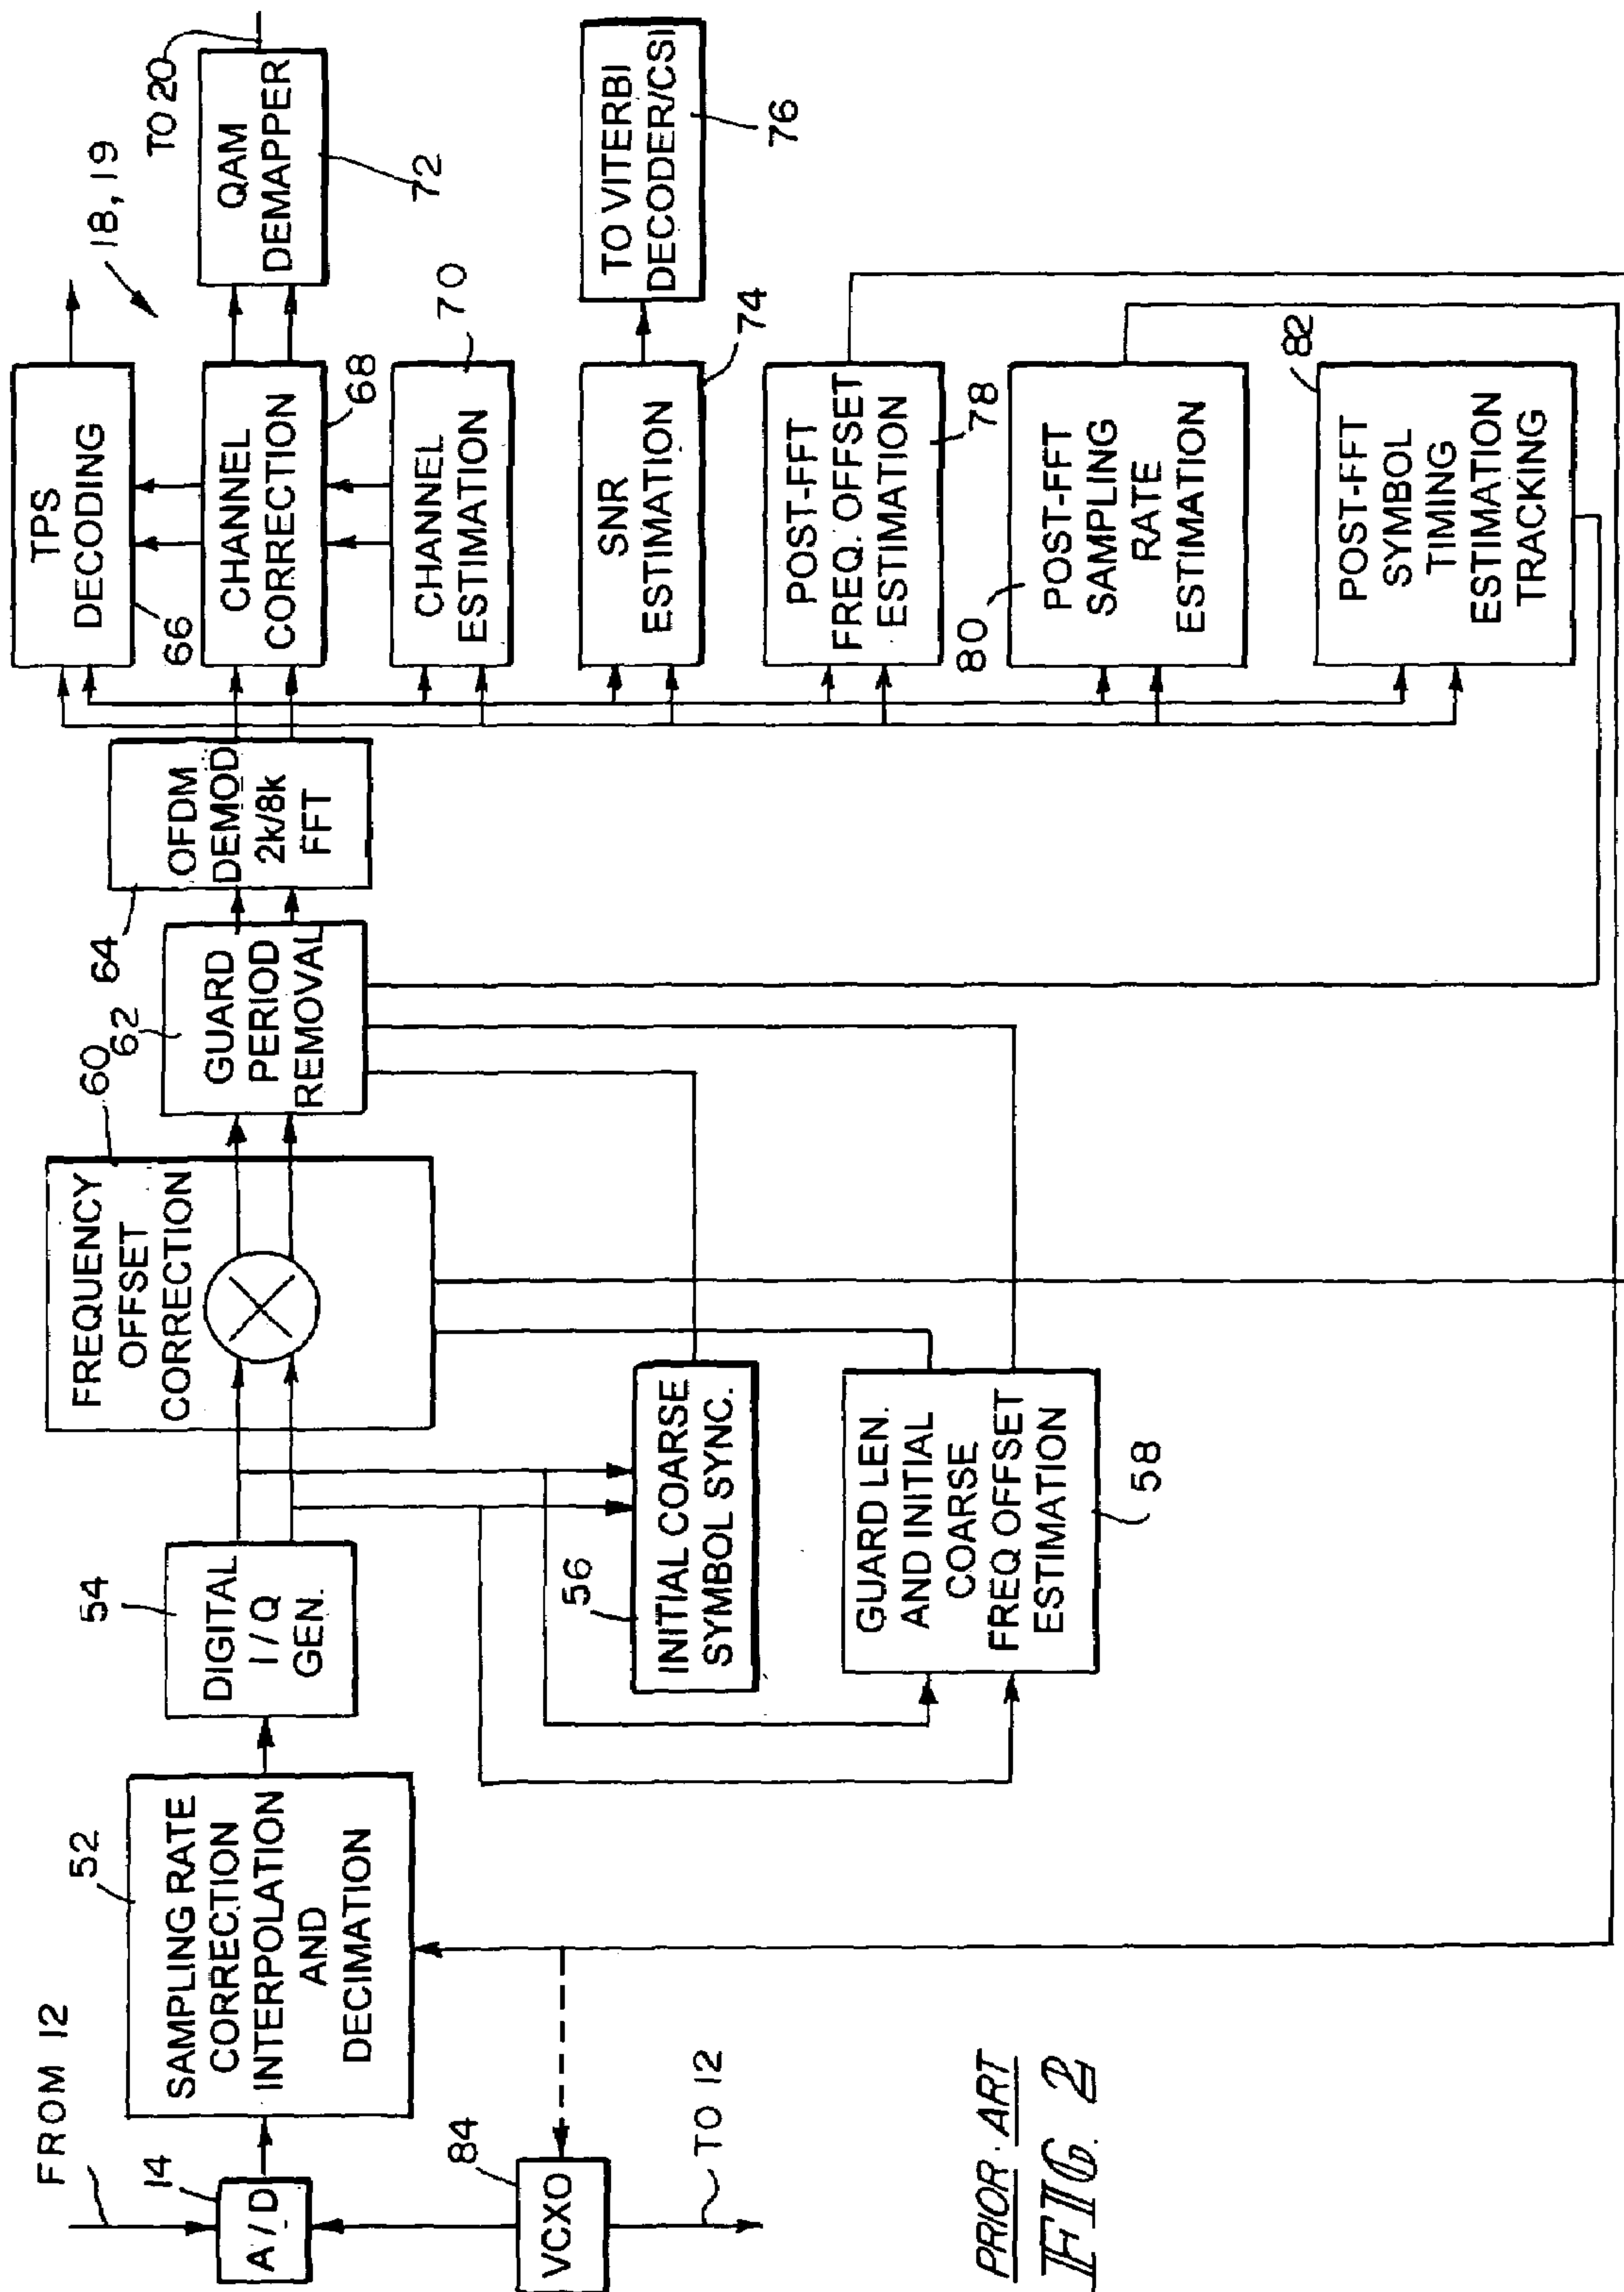 FROM 12
14
A/D
84
VCXO
TO 12
52
SAMPLING RATE
CORRECTION
INTERPOLATION
AND
DECIMATION
54
DIGITAL
I/Q
GEN.
56
INITIAL COARSE
SYMBOL SYNC.
GUARD LEN.
AND INITIAL
COARSE
FREQ OFFSET
ESTIMATION
58
60
FREQUENCY
OFFSET
CORRECTION
62
GUARD
PERIOD
REMOVAL
64
OFDM
DEMOD
2k/8k
FFT
TPS
DECODING
66
18, 19
CHANNEL
CORRECTION
68
TO 20
QAM
DEMAPPER
72
CHANNEL
ESTIMATION
70
SNR
ESTIMATION
74
TO VITERBI
DECODER/CSI
76
POST-FFT
FREQ. OFFSET
ESTIMATION
78
80
POST-FFT
SAMPLING
RATE
ESTIMATION
82
POST-FFT
SYMBOL
TIMING
ESTIMATION
TRACKING
PRIOR ART
FIG. 2